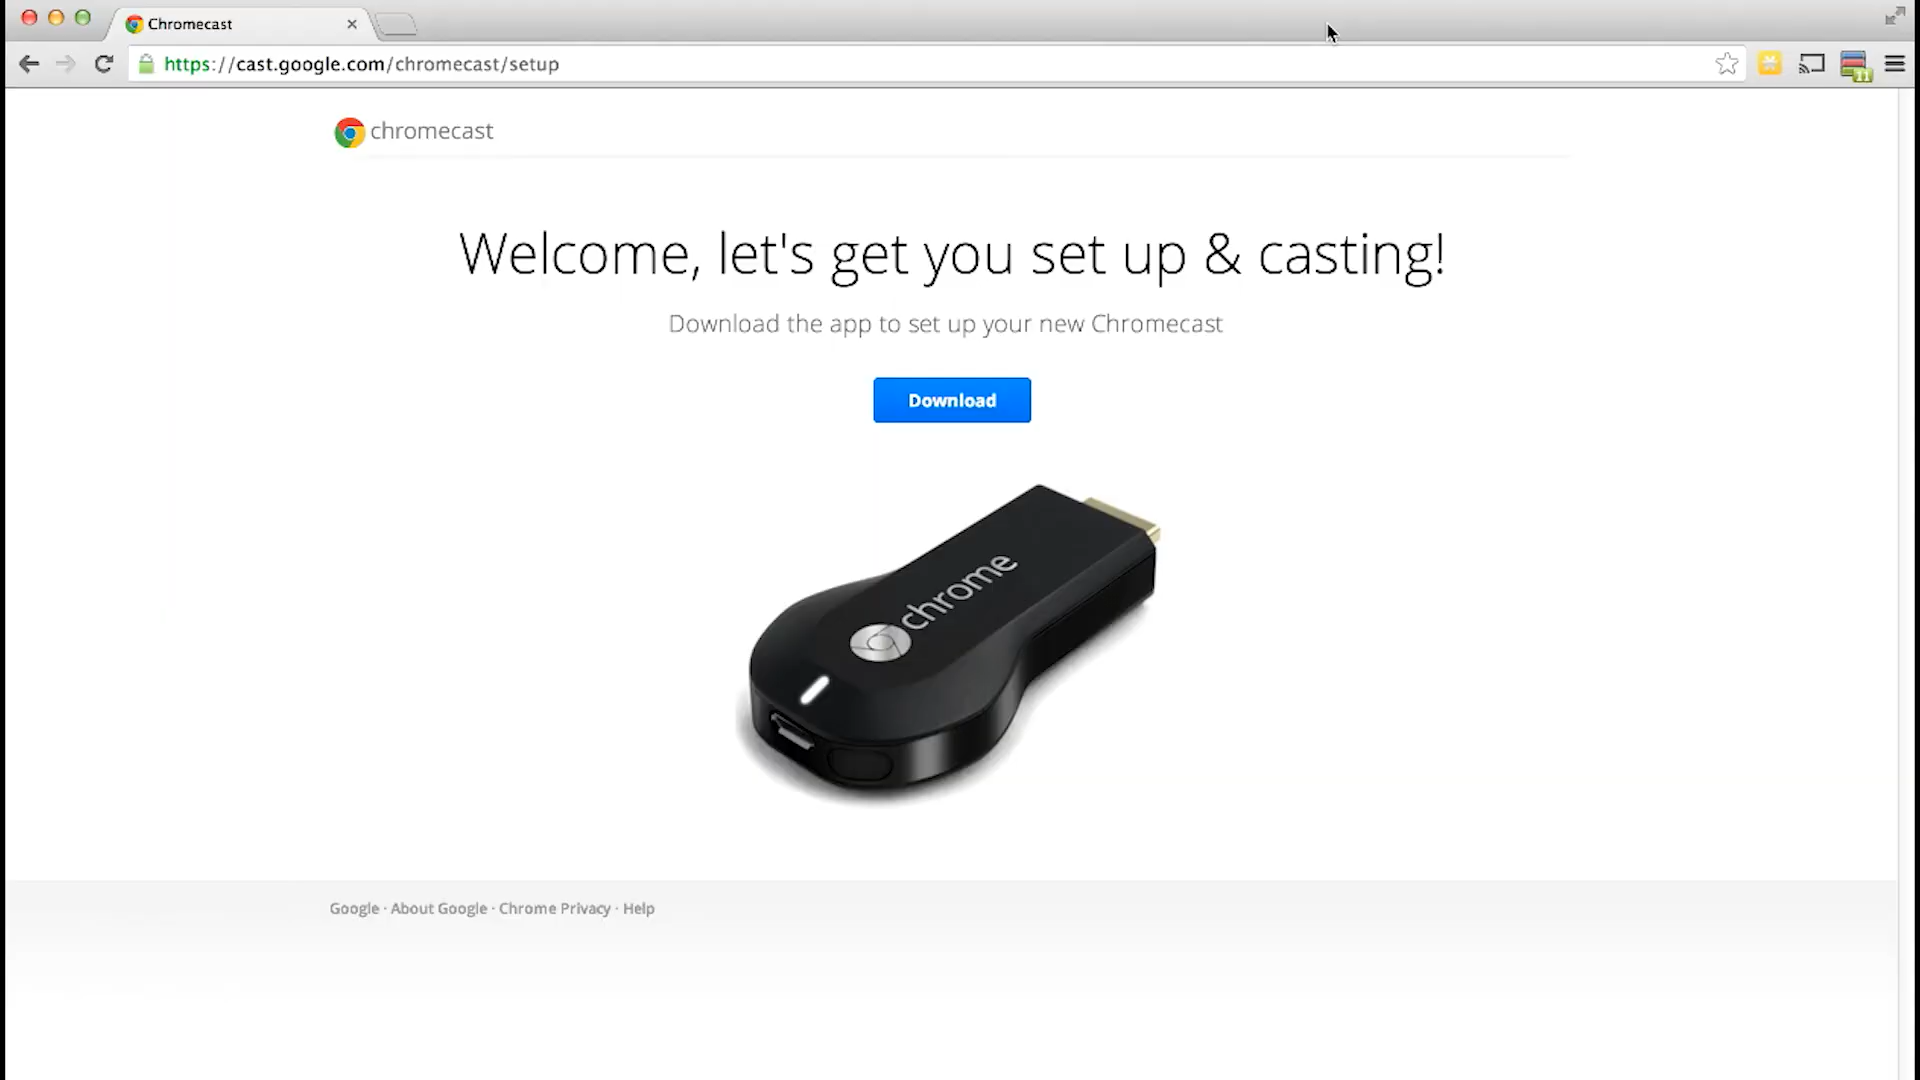 Chromecast
https://cast.google.com/chromecast/setup
11
chromecast
Welcome, let's get you set up & casting!
Download the app to set up your new Chromecast
Download
chrome
Google · About Google · Chrome Privacy · Help